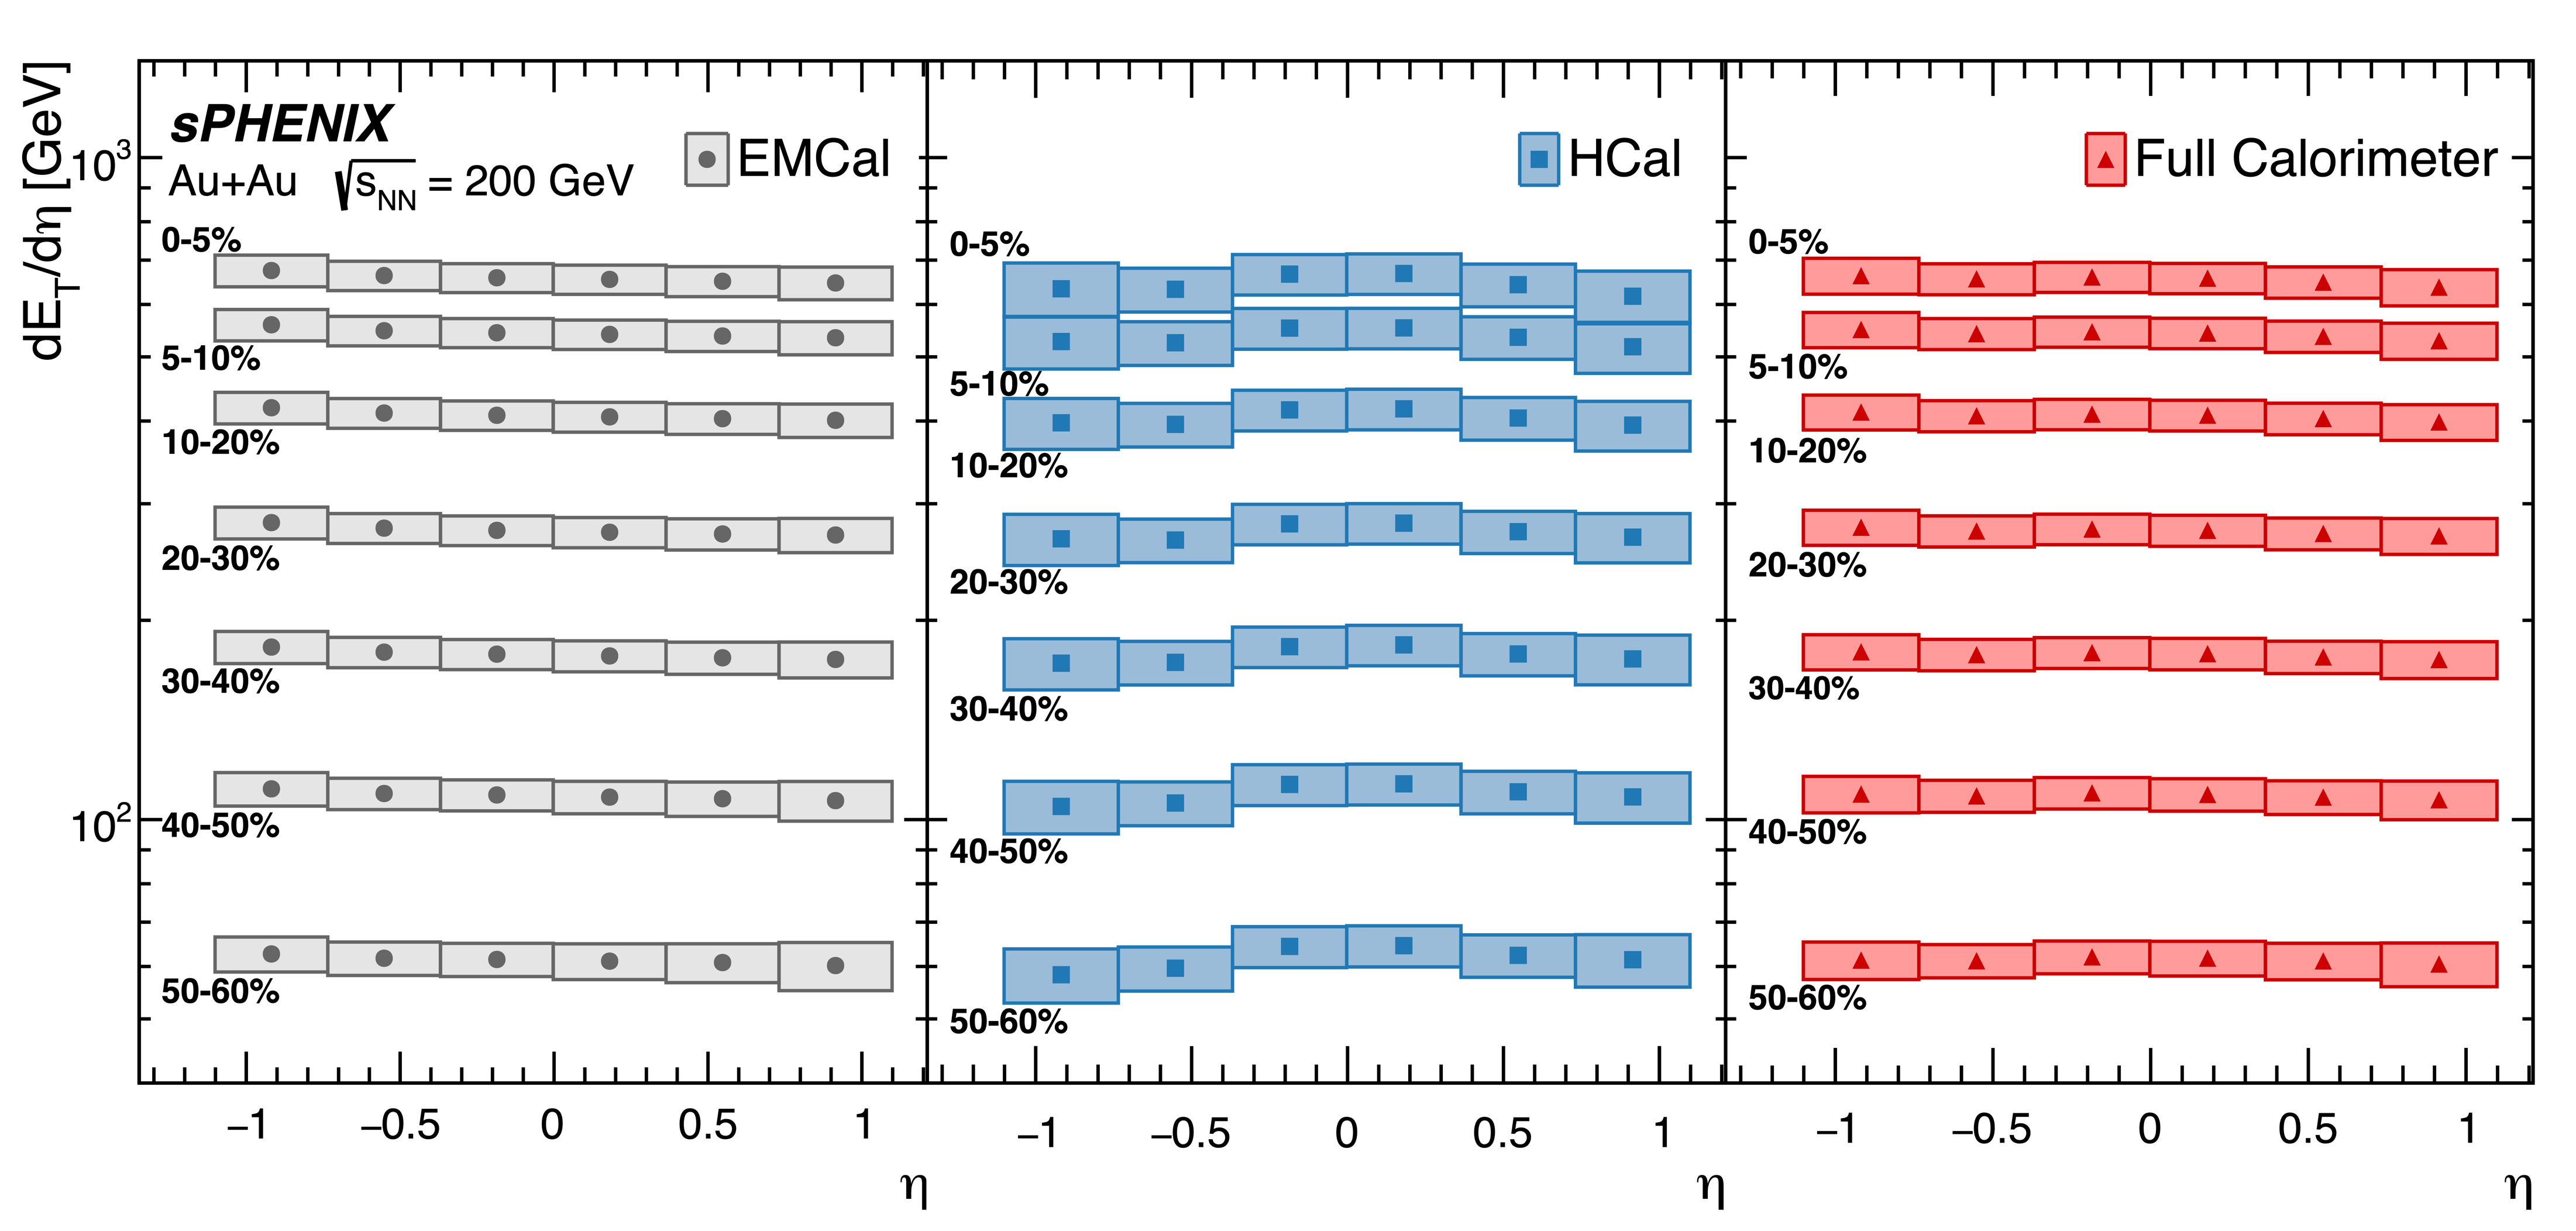 dE_T/dη [GeV]
10^3
10^2
sPHENIX
Au+Au √s_NN = 200 GeV
EMCal
0-5%
5-10%
10-20%
20-30%
30-40%
40-50%
50-60%
−1 −0.5 0 0.5 1
η
HCal
0-5%
5-10%
10-20%
20-30%
30-40%
40-50%
50-60%
−1 −0.5 0 0.5 1
η
Full Calorimeter
0-5%
5-10%
10-20%
20-30%
30-40%
40-50%
50-60%
−1 −0.5 0 0.5 1
η